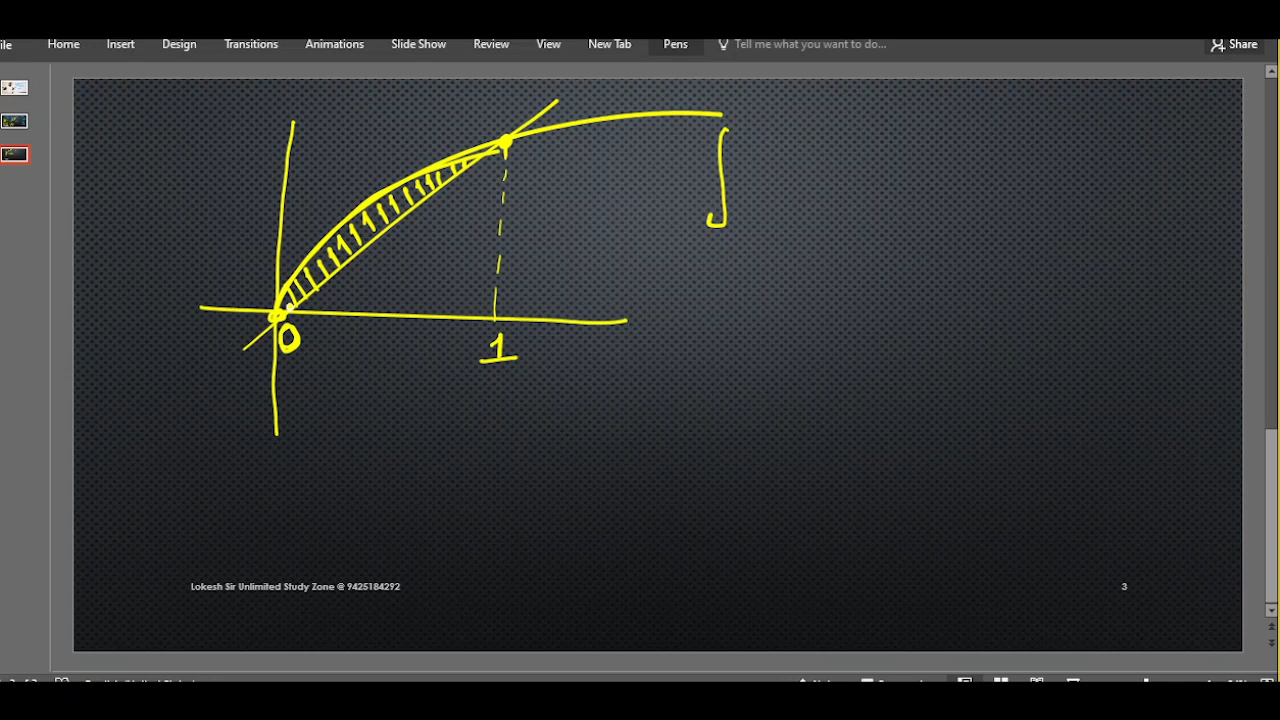 File Home Insert Design Transitions Animations Slide Show Review View New Tab Pens Tell me what you want to do... Share
∫
0
1
Lokesh Sir Unlimited Study Zone @ 9425184292
3